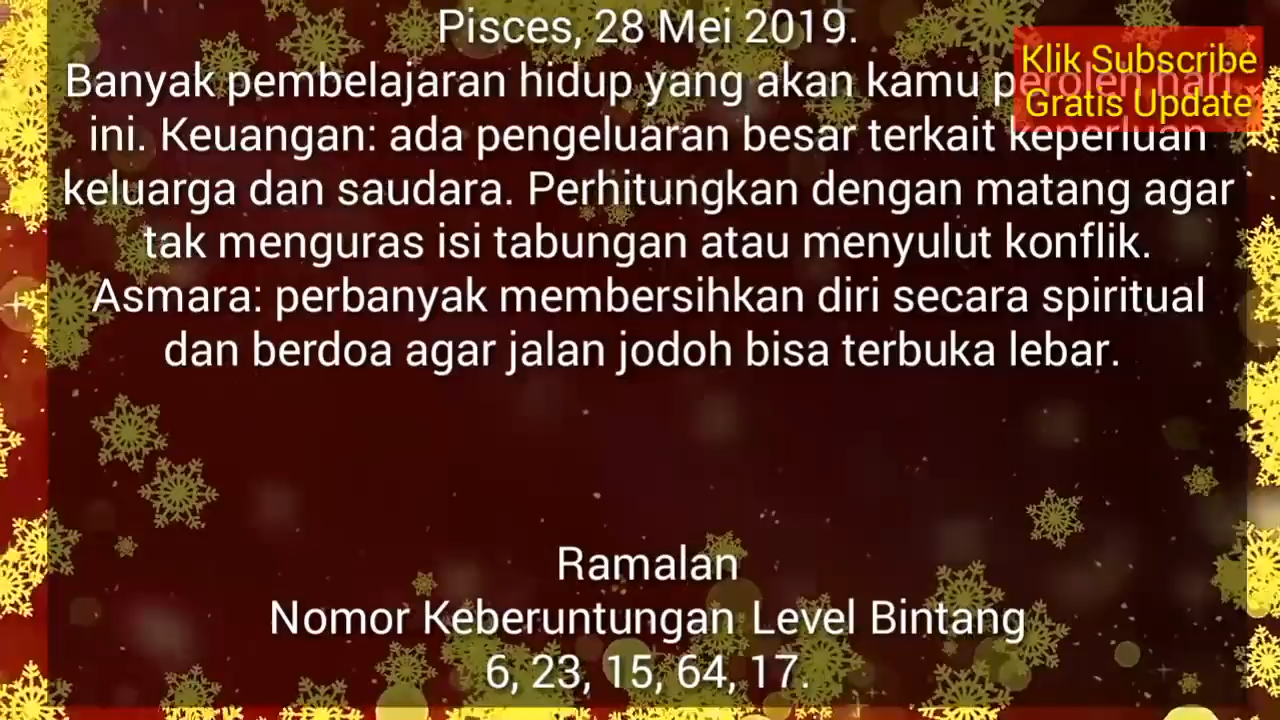 Pisces, 28 Mei 2019.
Banyak pembelajaran hidup yang akan kamu peroleh hari
ini. Keuangan: ada pengeluaran besar terkait keperluan
keluarga dan saudara. Perhitungkan dengan matang agar
tak menguras isi tabungan atau menyulut konflik.
Asmara: perbanyak membersihkan diri secara spiritual
dan berdoa agar jalan jodoh bisa terbuka lebar.
Klik Subscribe
Gratis Update
Ramalan
Nomor Keberuntungan Level Bintang
6, 23, 15, 64, 17.